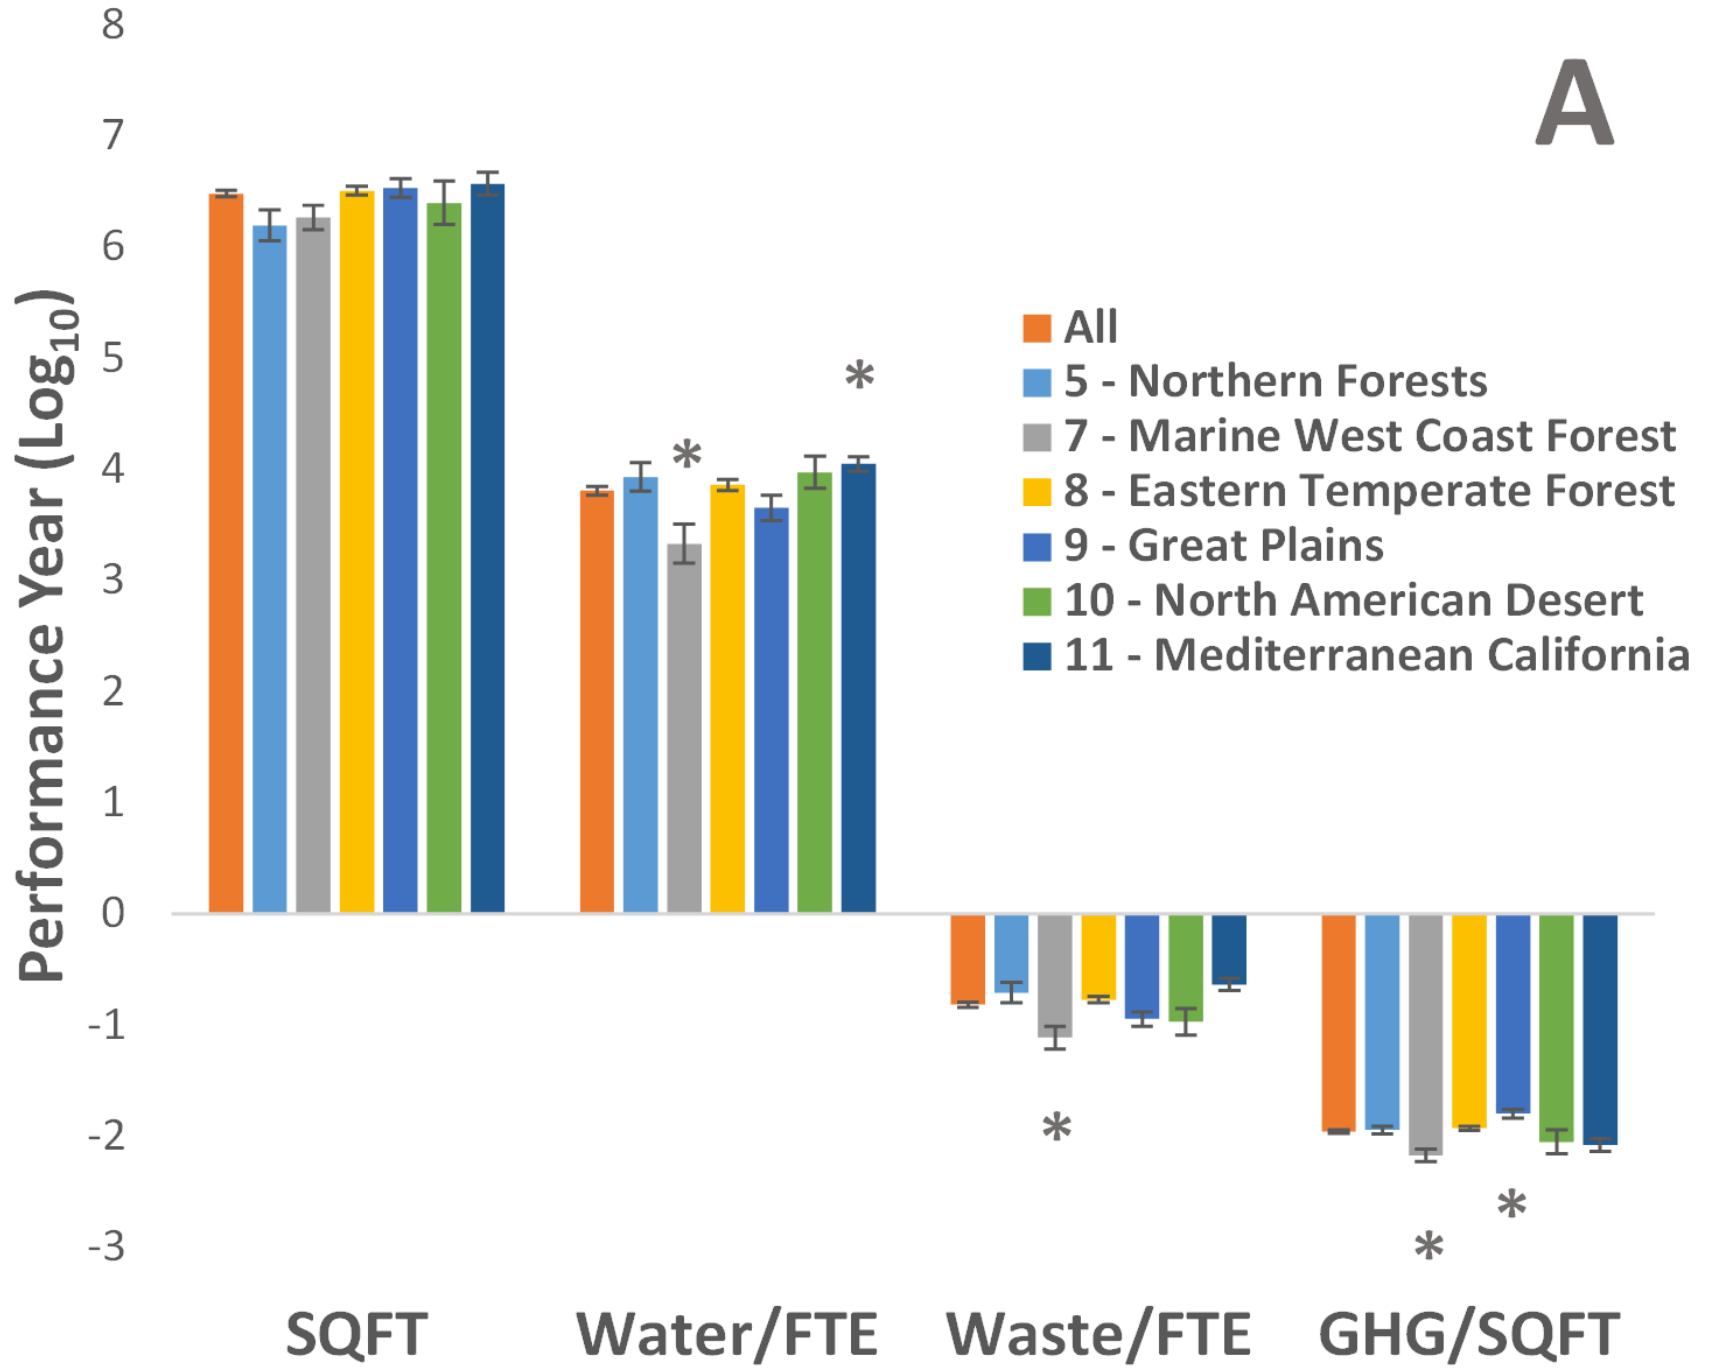 A
8
7
6
5
4
3
2
1
0
-1
-2
-3
Performance Year (Log₁₀)
All
5 - Northern Forests
7 - Marine West Coast Forest
8 - Eastern Temperate Forest
9 - Great Plains
10 - North American Desert
11 - Mediterranean California
*
*
*
*
*
SQFT Water/FTE Waste/FTE GHG/SQFT